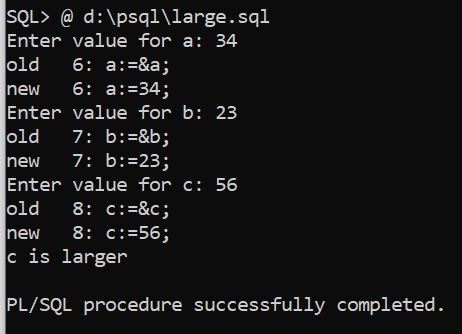 SQL> @ d:\psql\large.sql
Enter value for a: 34
old   6: a:=&a;
new   6: a:=34;
Enter value for b: 23
old   7: b:=&b;
new   7: b:=23;
Enter value for c: 56
old   8: c:=&c;
new   8: c:=56;
c is larger

PL/SQL procedure successfully completed.